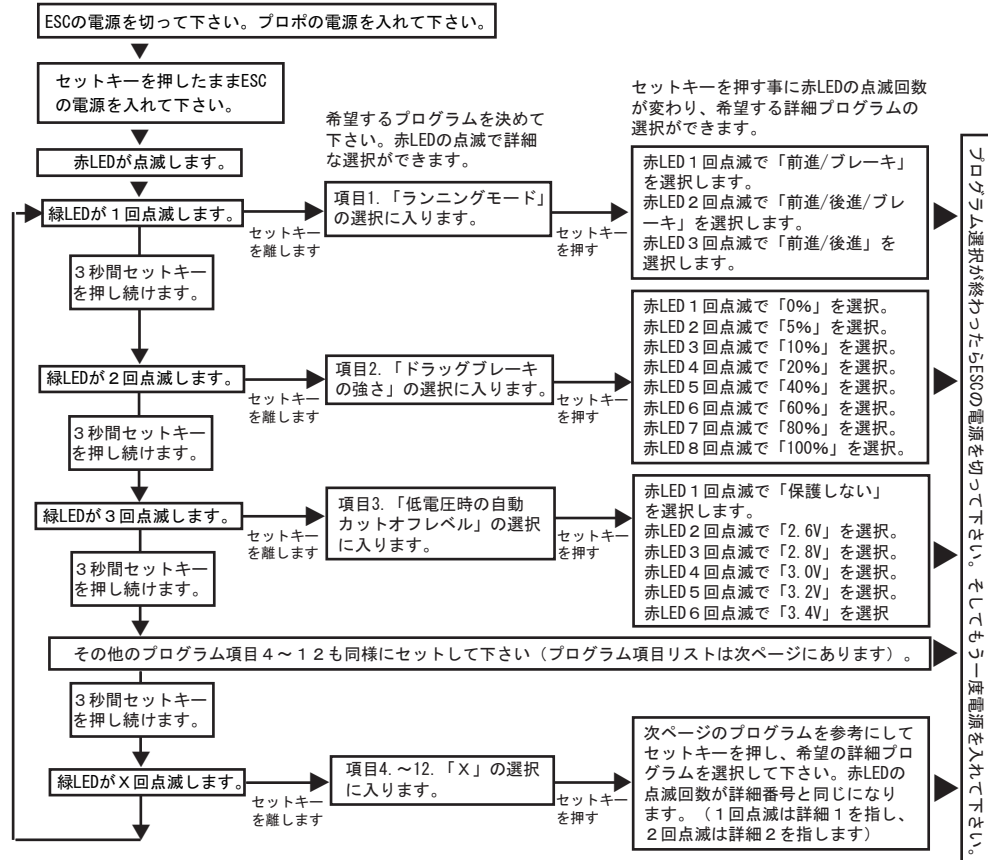 ESCの電源を切って下さい。プロポの電源を入れて下さい。
セットキーを押したままESC
の電源を入れて下さい。
赤LEDが点滅します。
希望するプログラムを決めて
下さい。赤LEDの点滅で詳細
な選択ができます。
セットキーを押す事に赤LEDの点滅回数
が変わり、希望する詳細プログラムの
選択ができます。
緑LEDが1回点滅します。
セットキー
を離します
項目1.「ランニングモード」
の選択に入ります。
セットキー
を押す
赤LED1回点滅で「前進/ブレーキ」
を選択します。
赤LED2回点滅で「前進/後進/ブレ
ーキ」を選択します。
赤LED3回点滅で「前進/後進」を
選択します。
3秒間セットキー
を押し続けます。
緑LEDが2回点滅します。
セットキー
を離します
項目2.「ドラッグブレーキ
の強さ」の選択に入ります。
セットキー
を押す
赤LED1回点滅で「0%」を選択。
赤LED2回点滅で「5%」を選択。
赤LED3回点滅で「10%」を選択。
赤LED4回点滅で「20%」を選択。
赤LED5回点滅で「40%」を選択。
赤LED6回点滅で「60%」を選択。
赤LED7回点滅で「80%」を選択。
赤LED8回点滅で「100%」を選択。
3秒間セットキー
を押し続けます。
緑LEDが3回点滅します。
セットキー
を離します
項目3.「低電圧時の自動
カットオフレベル」の選択
に入ります。
セットキー
を押す
赤LED1回点滅で「保護しない」
を選択します。
赤LED2回点滅で「2.6V」を選択。
赤LED3回点滅で「2.8V」を選択。
赤LED4回点滅で「3.0V」を選択。
赤LED5回点滅で「3.2V」を選択。
赤LED6回点滅で「3.4V」を選択
3秒間セットキー
を押し続けます。
その他のプログラム項目4～12も同様にセットして下さい（プログラム項目リストは次ページにあります）。
3秒間セットキー
を押し続けます。
緑LEDがX回点滅します。
セットキー
を離します
項目4.～12.「X」の選択
に入ります。
セットキー
を押す
次ページのプログラムを参考にして
セットキーを押し、希望の詳細プロ
グラムを選択して下さい。赤LEDの
点滅回数が詳細番号と同じになり
ます。（1回点滅は詳細1を指し、
2回点滅は詳細2を指します）
プログラム選択が終わったらESCの電源を切って下さい。そしてもう一度電源を入れて下さい。